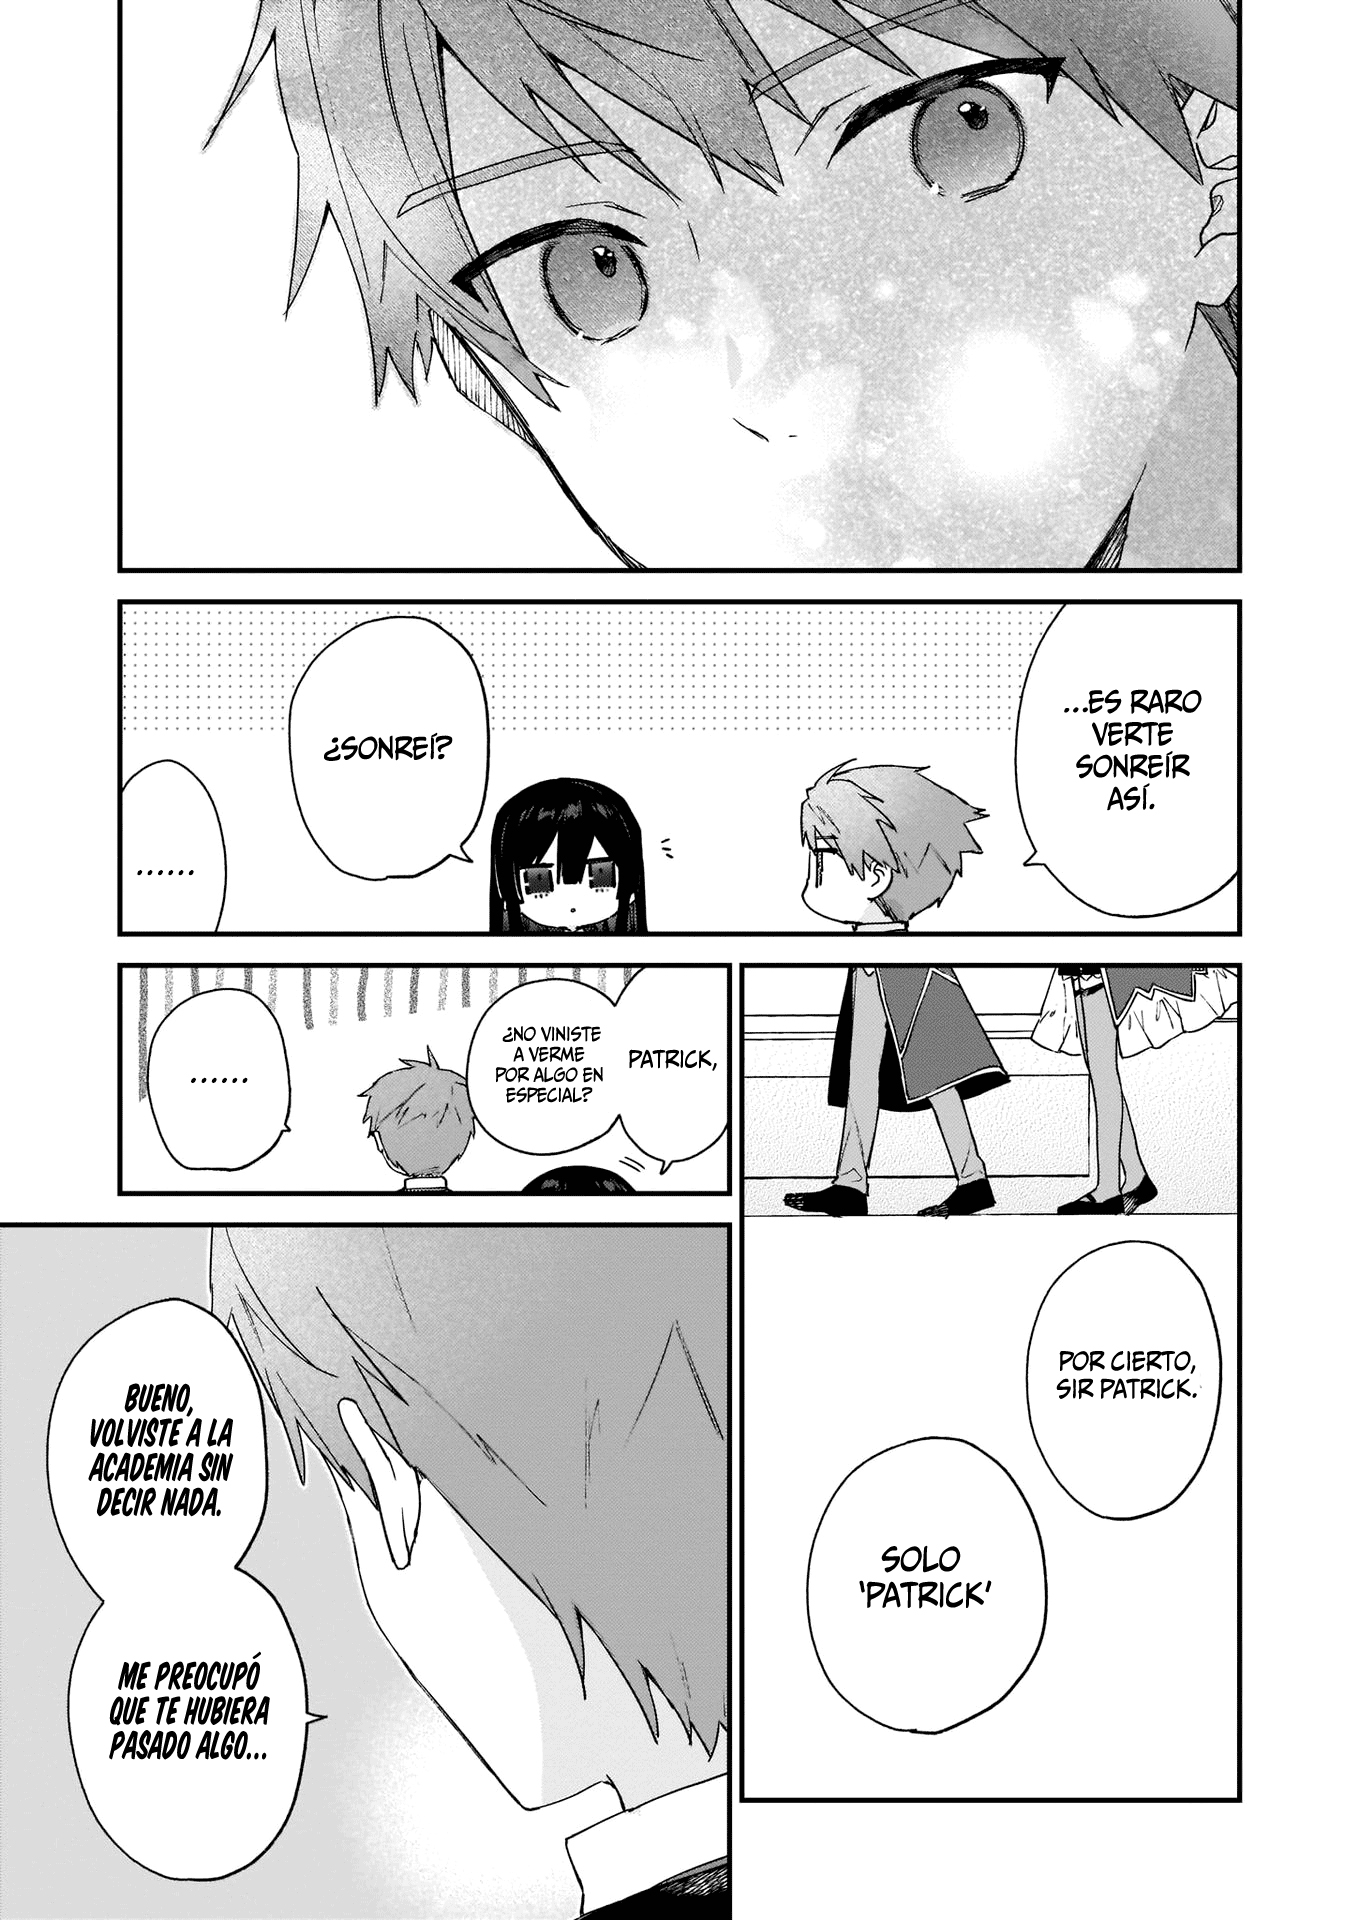 ...ES RARO
VERTE
SONREÍR
ASÍ.
¿SONREÍ?
......
POR CIERTO,
SIR PATRICK.
SOLO
‘PATRICK’
PATRICK,
¿NO VINISTE
A VERME
POR ALGO EN
ESPECIAL?
......
BUENO,
VOLVISTE A LA
ACADEMIA SIN
DECIR NADA.
ME PREOCUPÓ
QUE TE HUBIERA
PASADO ALGO...